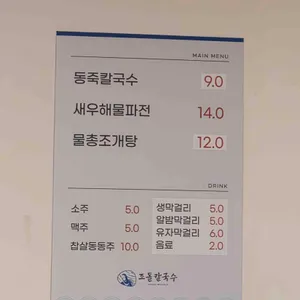 MAIN MENU
동죽칼국수 9.0
새우해물파전 14.0
물총조개탕 12.0
DRINK
소주 5.0
맥주 5.0
찹쌀동동주 10.0
생막걸리 5.0
알밤막걸리 5.0
유자막걸리 6.0
음료 2.0
칼국수